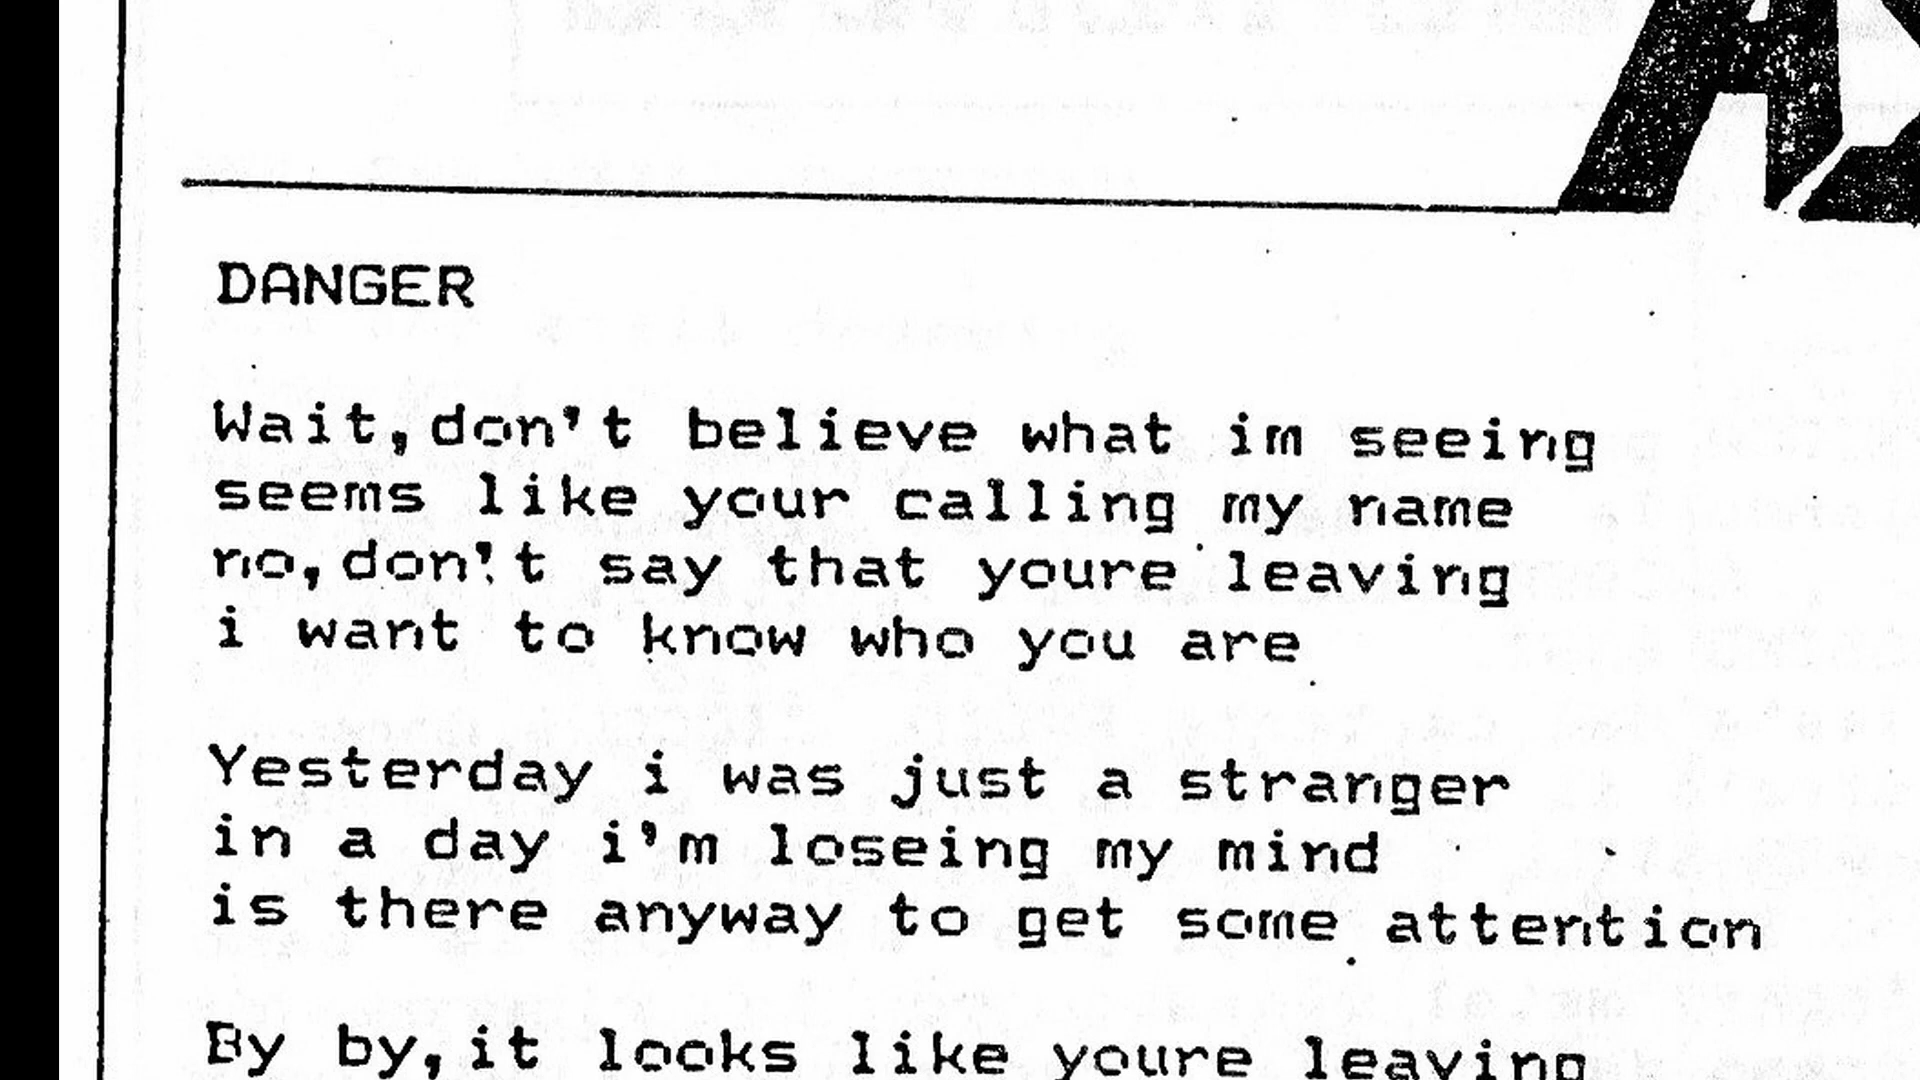 DANGER
Wait,don't believe what im seeing
seems like your calling my name
no,don't say that youre leaving
i want to know who you are
Yesterday i was just a stranger
in a day i'm loseing my mind
is there anyway to get some attention
By by,it looks like youre leaving